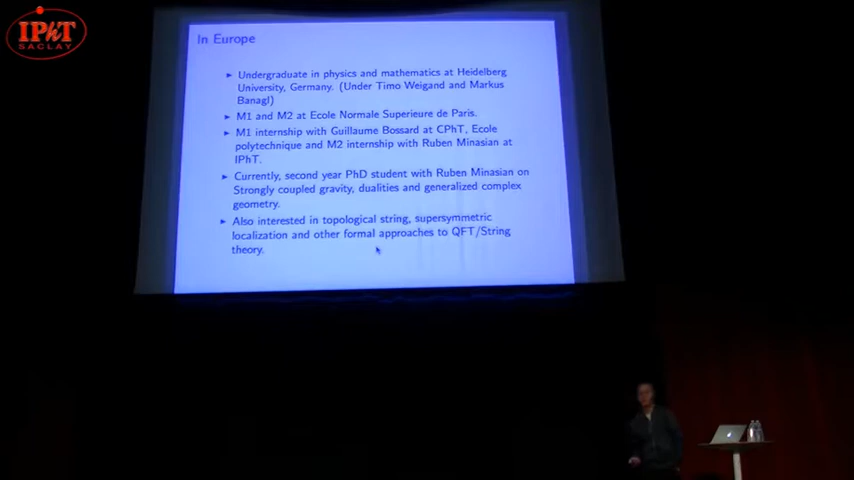 IPhT
SACLAY
In Europe
Undergraduate in physics and mathematics at Heidelberg
University, Germany. (Under Timo Weigand and Markus
Banagl)
M1 and M2 at Ecole Normale Superieure de Paris.
M1 internship with Guillaume Bossard at CPhT, Ecole
polytechnique and M2 internship with Ruben Minasian at
IPhT.
Currently, second year PhD student with Ruben Minasian on
Strongly coupled gravity, dualities and generalized complex
geometry.
Also interested in topological string, supersymmetric
localization and other formal approaches to QFT/String
theory.